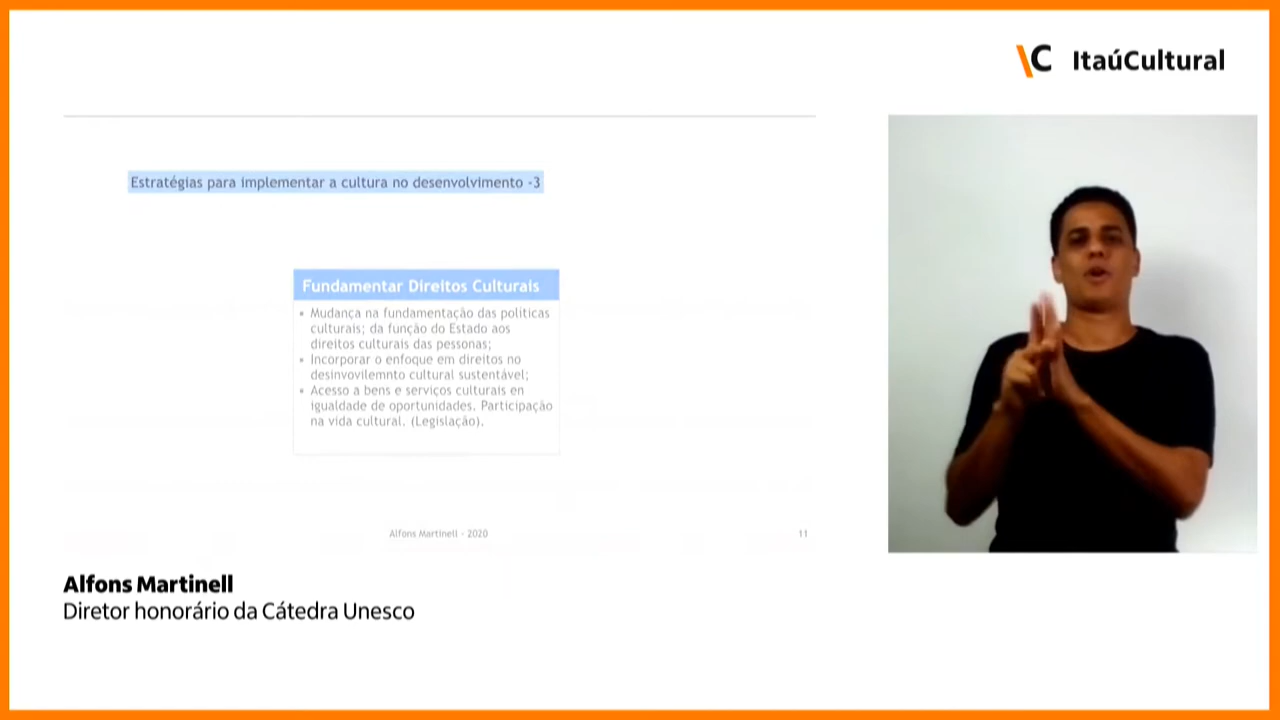 \C ItaúCultural
Estratégias para implementar a cultura no desenvolvimento -3
Fundamentar Direitos Culturais
• Mudança na fundamentação das políticas
culturais; da função do Estado aos
direitos culturais das pessonas;
• Incorporar o enfoque em direitos no
desinvovilemnto cultural sustentável;
• Acesso a bens e serviços culturais en
igualdade de oportunidades. Participação
na vida cultural. (Legislação).
Alfons Martinell - 2020
11
Alfons Martinell
Diretor honorário da Cátedra Unesco